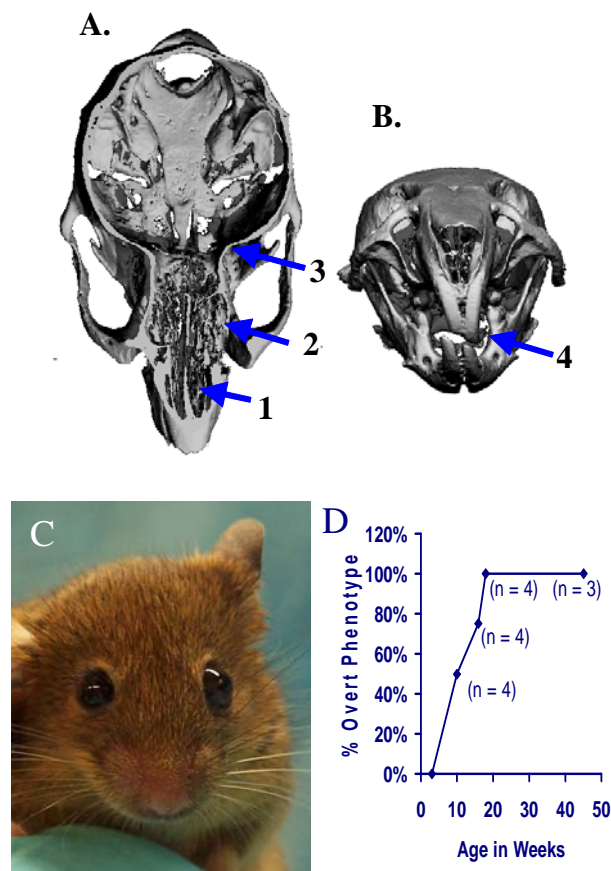 A.
B.
3
2
4
1
C
D
120%
100%
80%
60%
40%
20%
0%
% Overt Phenotype
(n = 4)
(n = 3)
(n = 4)
(n = 4)
0 10 20 30 40 50
Age in Weeks